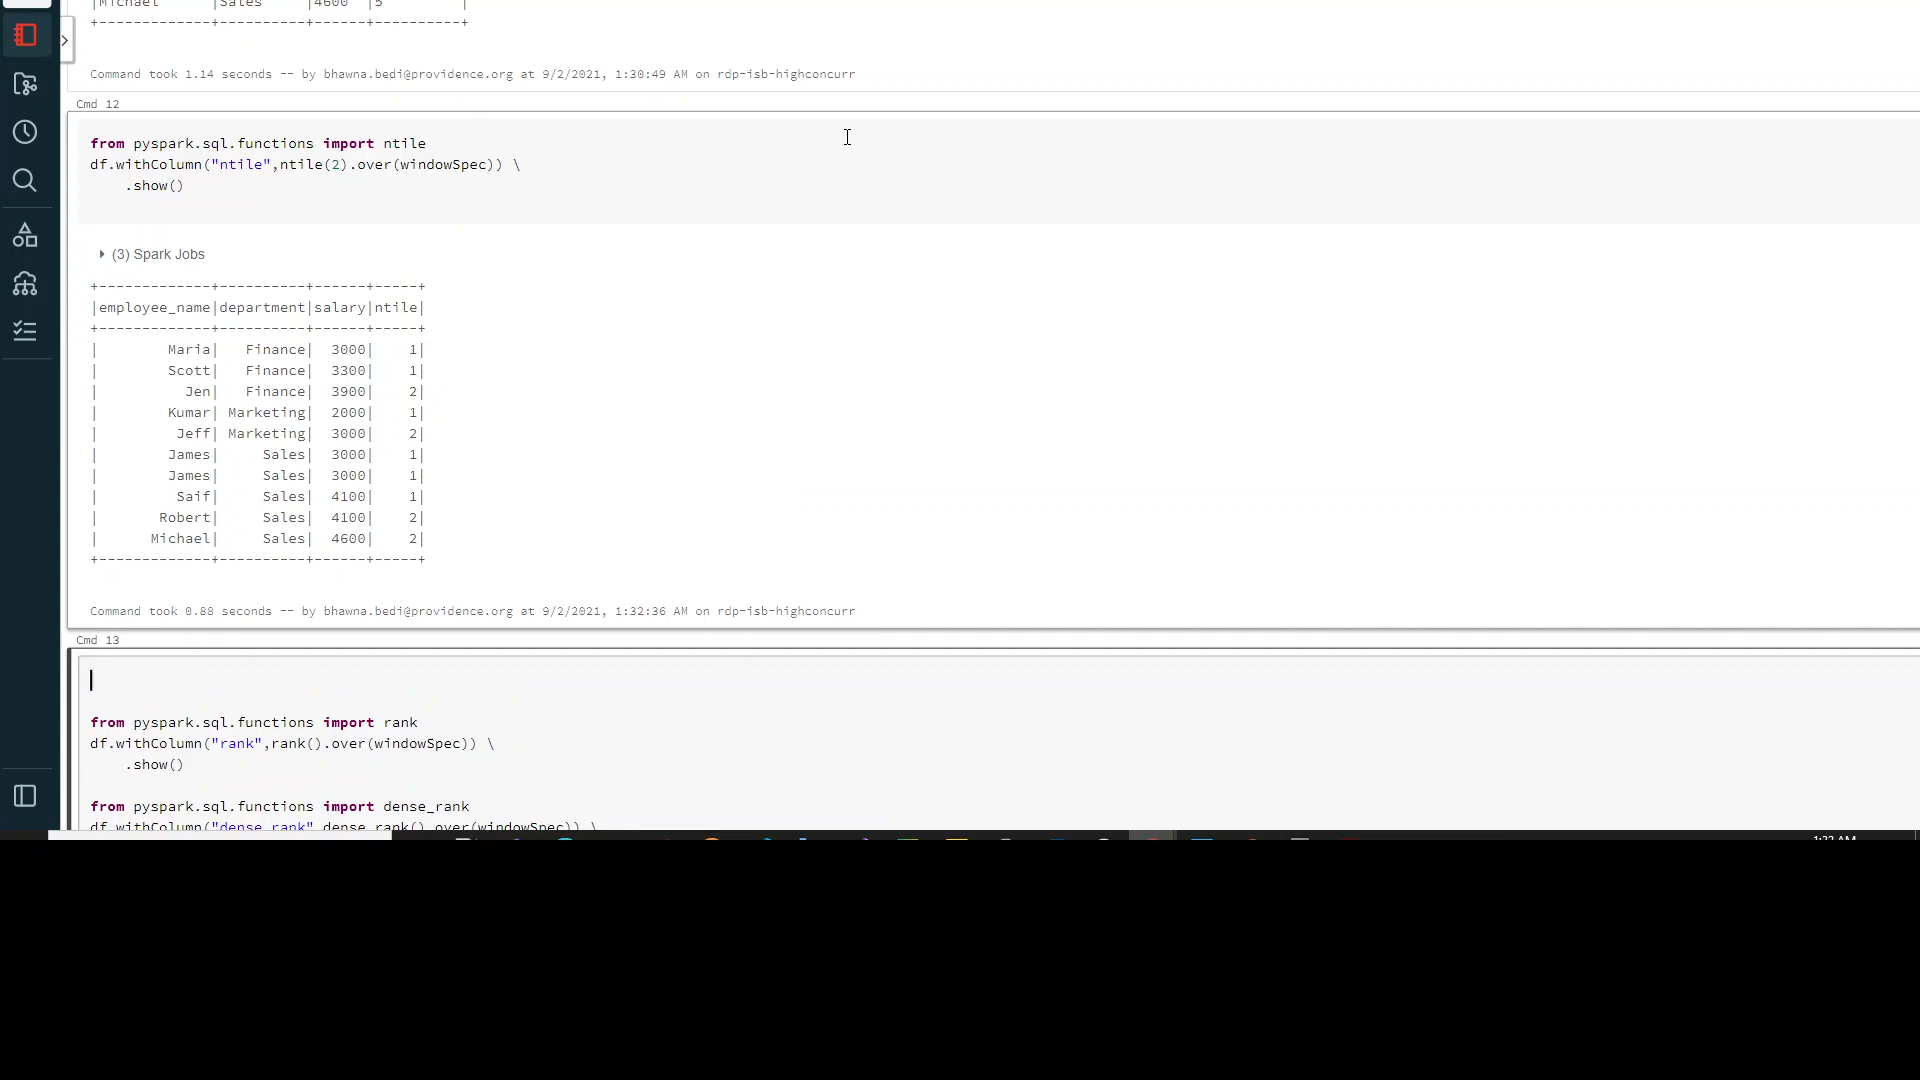 |Michael      |Sales     |4600  |5         |
+-------------+----------+------+----------+
Command took 1.14 seconds -- by bhawna.bedi@providence.org at 9/2/2021, 1:30:49 AM on rdp-isb-highconcurr
Cmd 12
from pyspark.sql.functions import ntile
df.withColumn("ntile",ntile(2).over(windowSpec)) \
    .show()
(3) Spark Jobs
+-------------+----------+------+-----+
|employee_name|department|salary|ntile|
+-------------+----------+------+-----+
|        Maria|   Finance|  3000|    1|
|        Scott|   Finance|  3300|    1|
|          Jen|   Finance|  3900|    2|
|        Kumar| Marketing|  2000|    1|
|         Jeff| Marketing|  3000|    2|
|        James|     Sales|  3000|    1|
|        James|     Sales|  3000|    1|
|         Saif|     Sales|  4100|    1|
|       Robert|     Sales|  4100|    2|
|      Michael|     Sales|  4600|    2|
+-------------+----------+------+-----+
Command took 0.88 seconds -- by bhawna.bedi@providence.org at 9/2/2021, 1:32:36 AM on rdp-isb-highconcurr
Cmd 13
from pyspark.sql.functions import rank
df.withColumn("rank",rank().over(windowSpec)) \
    .show()
from pyspark.sql.functions import dense_rank
df.withColumn("dense_rank",dense_rank().over(windowSpec)) \